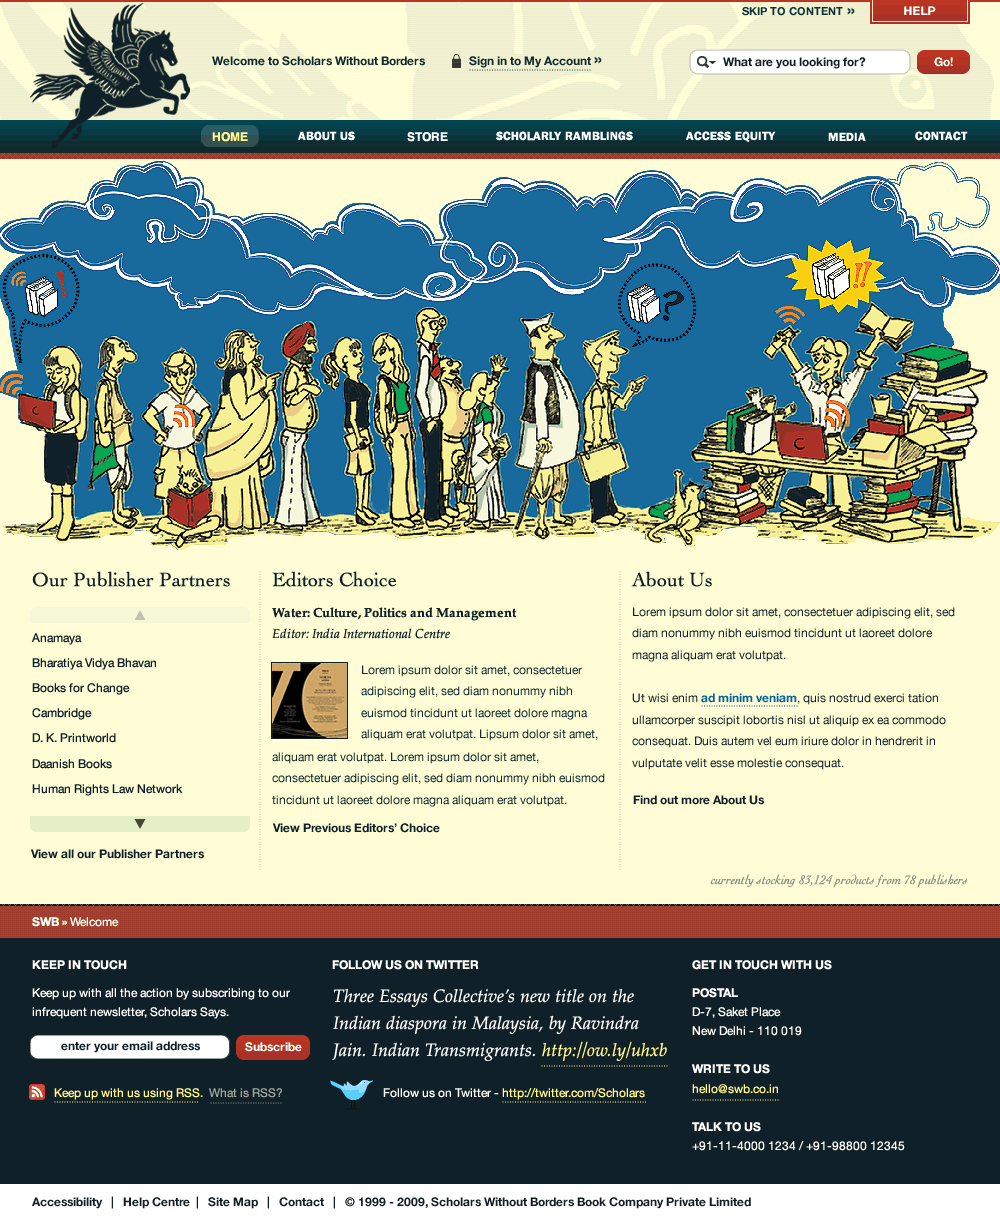 SKIP TO CONTENT »
HELP
Welcome to Scholars Without Borders
Sign in to My Account »
What are you looking for?
Go!
HOME
ABOUT US
STORE
SCHOLARLY RAMBLINGS
ACCESS EQUITY
MEDIA
CONTACT
!
?
!!
Our Publisher Partners
Anamaya
Bharatiya Vidya Bhavan
Books for Change
Cambridge
D. K. Printworld
Daanish Books
Human Rights Law Network
View all our Publisher Partners
Editors Choice
Water: Culture, Politics and Management
Editor: India International Centre
Lorem ipsum dolor sit amet, consectetuer
adipiscing elit, sed diam nonummy nibh
euismod tincidunt ut laoreet dolore magna
aliquam erat volutpat. Lipsum dolor sit am,
aliquam erat volutpat. Lorem ipsum dolor sit am,
consectetuer adipiscing elit, sed diam nonummy nibh euismod
tincidunt ut laoreet dolore magna aliquam erat volutpat.
View Previous Editors' Choice
About Us
Lorem ipsum dolor sit amet, consectetuer adipiscing elit, sed
diam nonummy nibh euismod tincidunt ut laoreet dolore
magna aliquam erat volutpat.
Ut wisi enim ad minim veniam, quis nostrud exerci tation
ullamcorper suscipit lobortis nisl ut aliquip ex ea commodo
consequat. Duis autem vel eum iriure dolor in hendrerit in
vulputate velit esse molestie consequat.
Find out more About Us
currently stocking 83,124 products from 78 publishers
SWB » Welcome
KEEP IN TOUCH
Keep up with all the action by subscribing to our
infrequent newsletter, Scholars Says.
enter your email address
Subscribe
Keep up with us using RSS. What is RSS?
FOLLOW US ON TWITTER
Three Essays Collective's new title on the
Indian diaspora in Malaysia, by Ravindra
Jain. Indian Transmigrants. http://ow.ly/uhxb
Follow us on Twitter - http://twitter.com/Scholars
GET IN TOUCH WITH US
POSTAL
D-7, Saket Place
New Delhi - 110 019
WRITE TO US
hello@swb.co.in
TALK TO US
+91-11-4000 1234 / +91-98800 12345
Accessibility | Help Centre | Site Map | Contact | © 1999 - 2009, Scholars Without Borders Book Company Private Limited